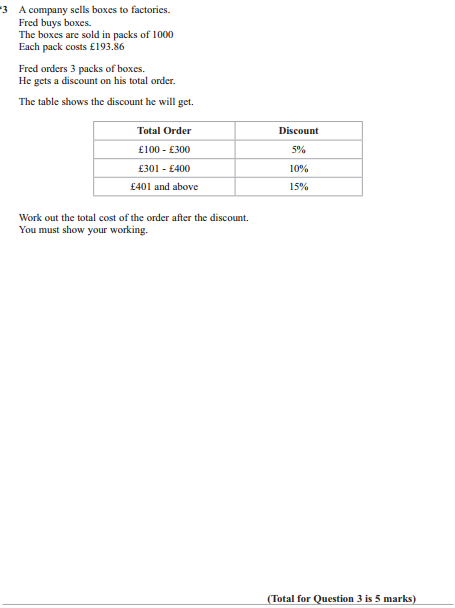 *3 A company sells boxes to factories.
Fred buys boxes.
The boxes are sold in packs of 1000
Each pack costs £193.86
Fred orders 3 packs of boxes.
He gets a discount on his total order.
The table shows the discount he will get.
Total Order Discount
£100 - £300 5%
£301 - £400 10%
£401 and above 15%
Work out the total cost of the order after the discount.
You must show your working.
(Total for Question 3 is 5 marks)